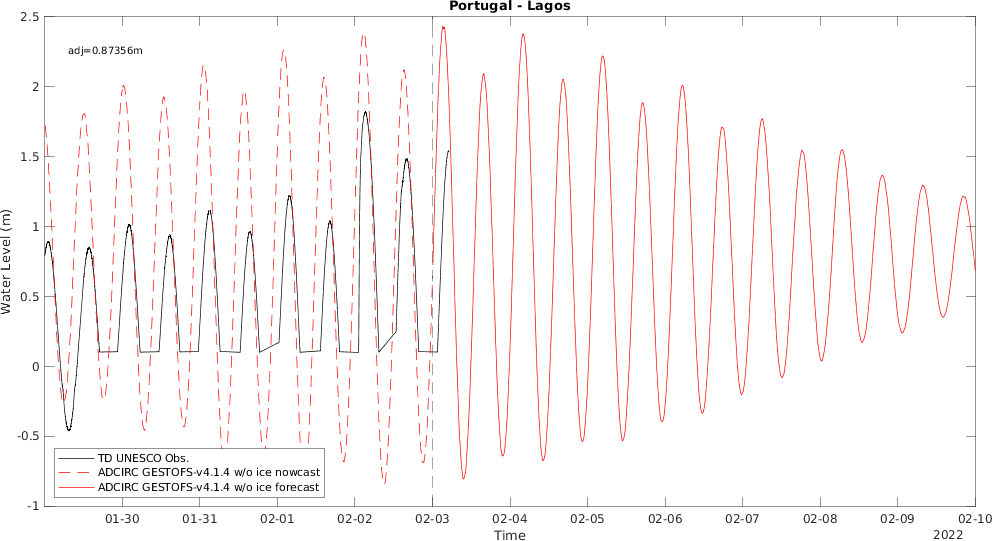 Portugal - Lagos
adj=0.87356m
2.5
2
1.5
1
0.5
0
-0.5
-1
Water Level (m)
TD UNESCO Obs.
ADCIRC GESTOFS-v4.1.4 w/o ice nowcast
ADCIRC GESTOFS-v4.1.4 w/o ice forecast
01-30 01-31 02-01 02-02 02-03 02-04 02-05 02-06 02-07 02-08 02-09 02-10
Time
2022